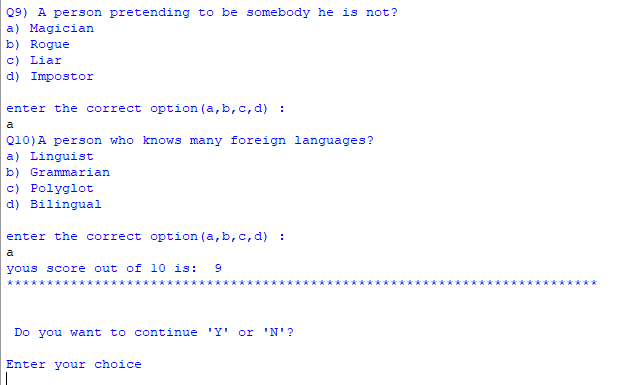 Q9) A person pretending to be somebody he is not?
a) Magician
b) Rogue
c) Liar
d) Impostor
enter the correct option(a,b,c,d) :
a
Q10)A person who knows many foreign languages?
a) Linguist
b) Grammarian
c) Polyglot
d) Bilingual
enter the correct option(a,b,c,d) :
a
yous score out of 10 is:  9
**************************************************************************
Do you want to continue 'Y' or 'N'?
Enter your choice